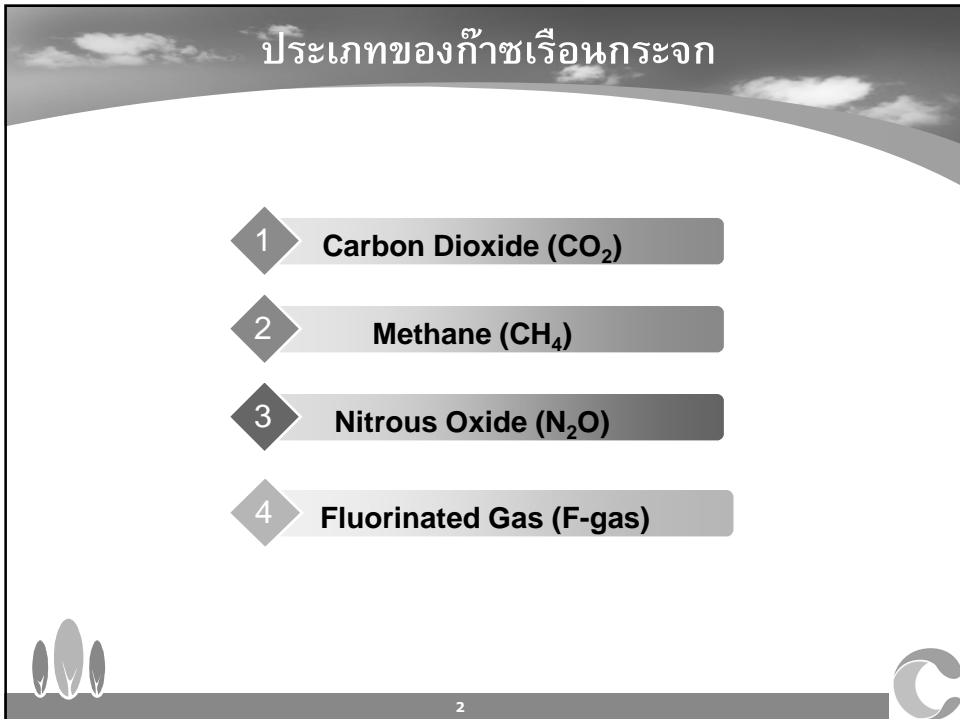 ประเภทของก๊าซเรือนกระจก
1 Carbon Dioxide (CO₂)
2 Methane (CH₄)
3 Nitrous Oxide (N₂O)
4 Fluorinated Gas (F-gas)
2